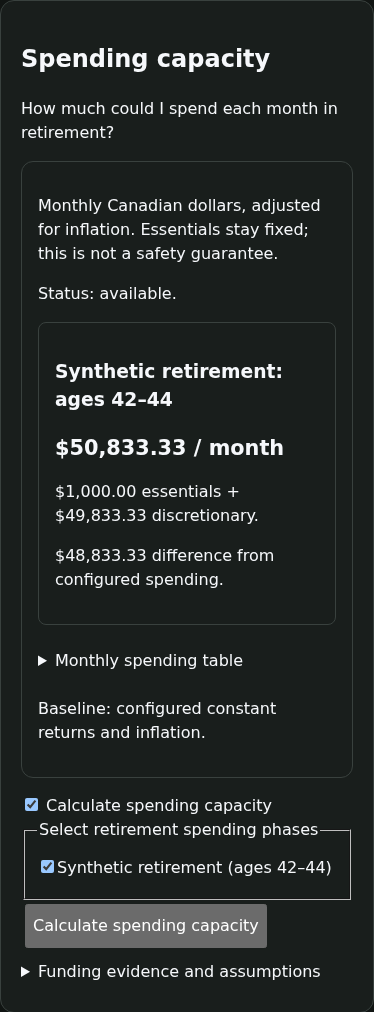 Spending capacity
How much could I spend each month in
retirement?
Monthly Canadian dollars, adjusted
for inflation. Essentials stay fixed;
this is not a safety guarantee.
Status: available.
Synthetic retirement:
ages 42–44
$50,833.33 / month
$1,000.00 essentials +
$49,833.33 discretionary.
$48,833.33 difference from
configured spending.
Monthly spending table
Baseline: configured constant
returns and inflation.
Calculate spending capacity
Select retirement spending phases
Synthetic retirement (ages 42–44)
Calculate spending capacity
Funding evidence and assumptions